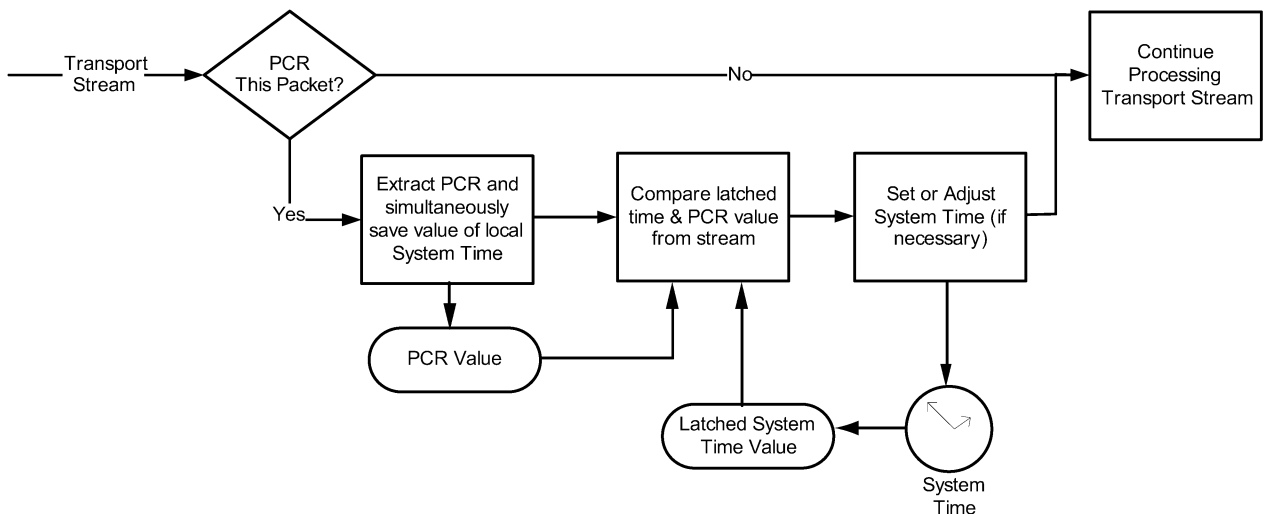 Transport
Stream
PCR
This Packet?
No
Continue
Processing
Transport Stream
Yes
Extract PCR and
simultaneously
save value of local
System Time
Compare latched
time & PCR value
from stream
Set or Adjust
System Time (if
necessary)
PCR Value
Latched System
Time Value
System
Time